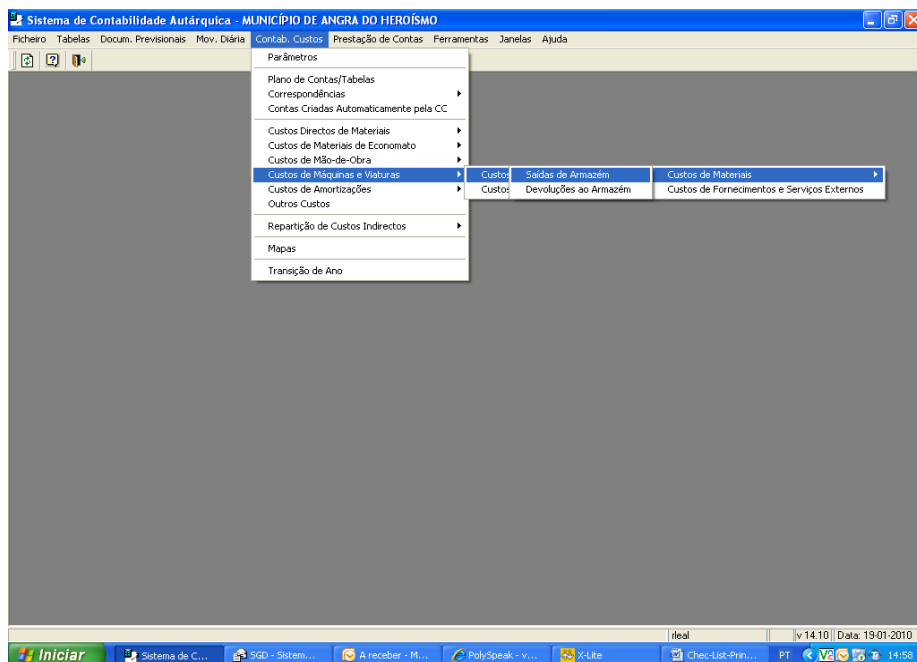 Sistema de Contabilidade Autárquica - MUNICÍPIO DE ANGRA DO HEROÍSMO
Ficheiro Tabelas Docum. Previsionais Mov. Diária Contab. Custos Prestação de Contas Ferramentas Janelas Ajuda
Parâmetros
Plano de Contas/Tabelas
Correspondências
Contas Criadas Automaticamente pela CC
Custos Directos de Materiais
Custos de Materiais de Economato
Custos de Mão-de-Obra
Custos de Máquinas e Viaturas Custos Saídas de Armazém Custos de Materiais
Custos de Amortizações Custos Devoluções ao Armazém Custos de Fornecimentos e Serviços Externos
Outros Custos
Repartição de Custos Indirectos
Mapas
Transição de Ano
rleal v 14.10 Data: 19-01-2010
Iniciar Sistema de C... SGD - Sistem... A receber - M... PolySpeak - v... X-Lite Chec-List-Prin... PT 14:58